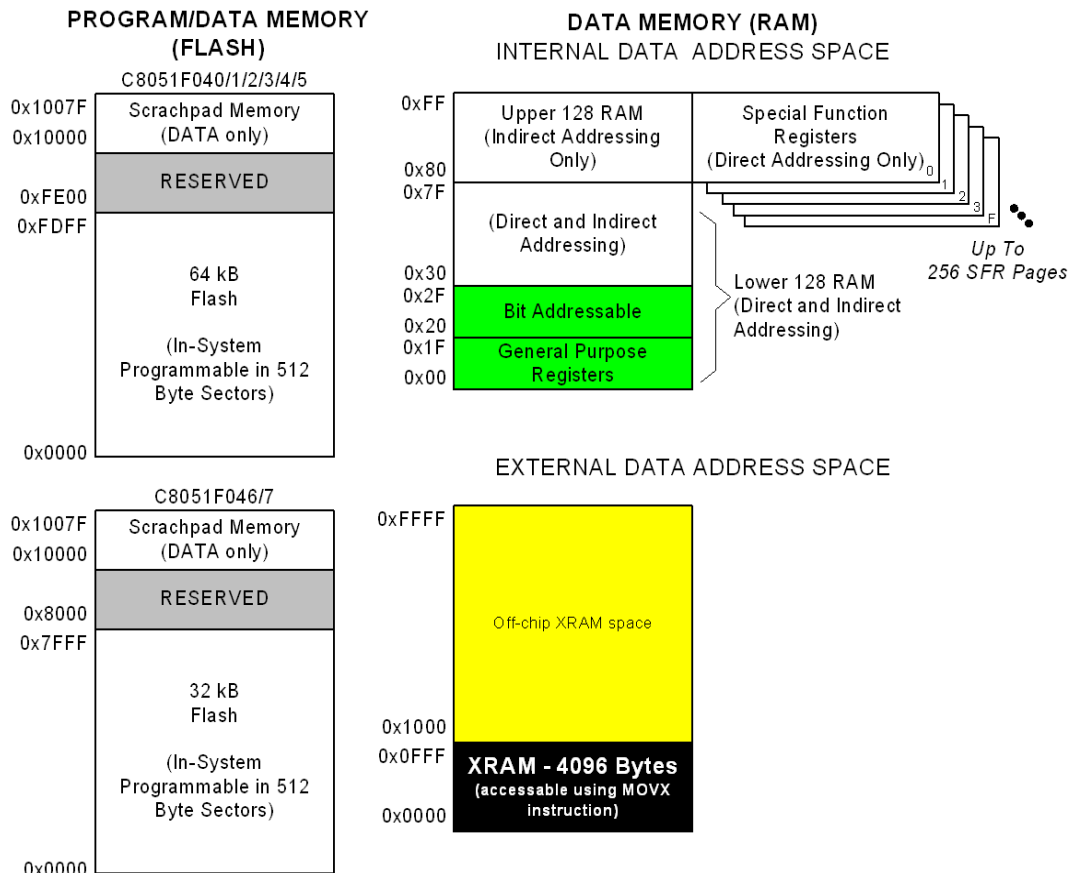 PROGRAM/DATA MEMORY
(FLASH)
C8051F040/1/2/3/4/5
0x1007F
0x10000
Scrachpad Memory
(DATA only)
RESERVED
0xFE00
0xFDFF
64 kB
Flash
(In-System
Programmable in 512
Byte Sectors)
0x0000
C8051F046/7
0x1007F
0x10000
Scrachpad Memory
(DATA only)
RESERVED
0x8000
0x7FFF
32 kB
Flash
(In-System
Programmable in 512
Byte Sectors)
0x0000
DATA MEMORY (RAM)
INTERNAL DATA ADDRESS SPACE
0xFF
Upper 128 RAM
(Indirect Addressing
Only)
0x80
Special Function
Registers
(Direct Addressing Only)
0
1
2
3
F
Up To
256 SFR Pages
0x7F
(Direct and Indirect
Addressing)
0x30
0x2F
Bit Addressable
0x20
0x1F
General Purpose
Registers
0x00
Lower 128 RAM
(Direct and Indirect
Addressing)
EXTERNAL DATA ADDRESS SPACE
0xFFFF
Off-chip XRAM space
0x1000
0x0FFF
XRAM - 4096 Bytes
(accessable using MOVX
instruction)
0x0000